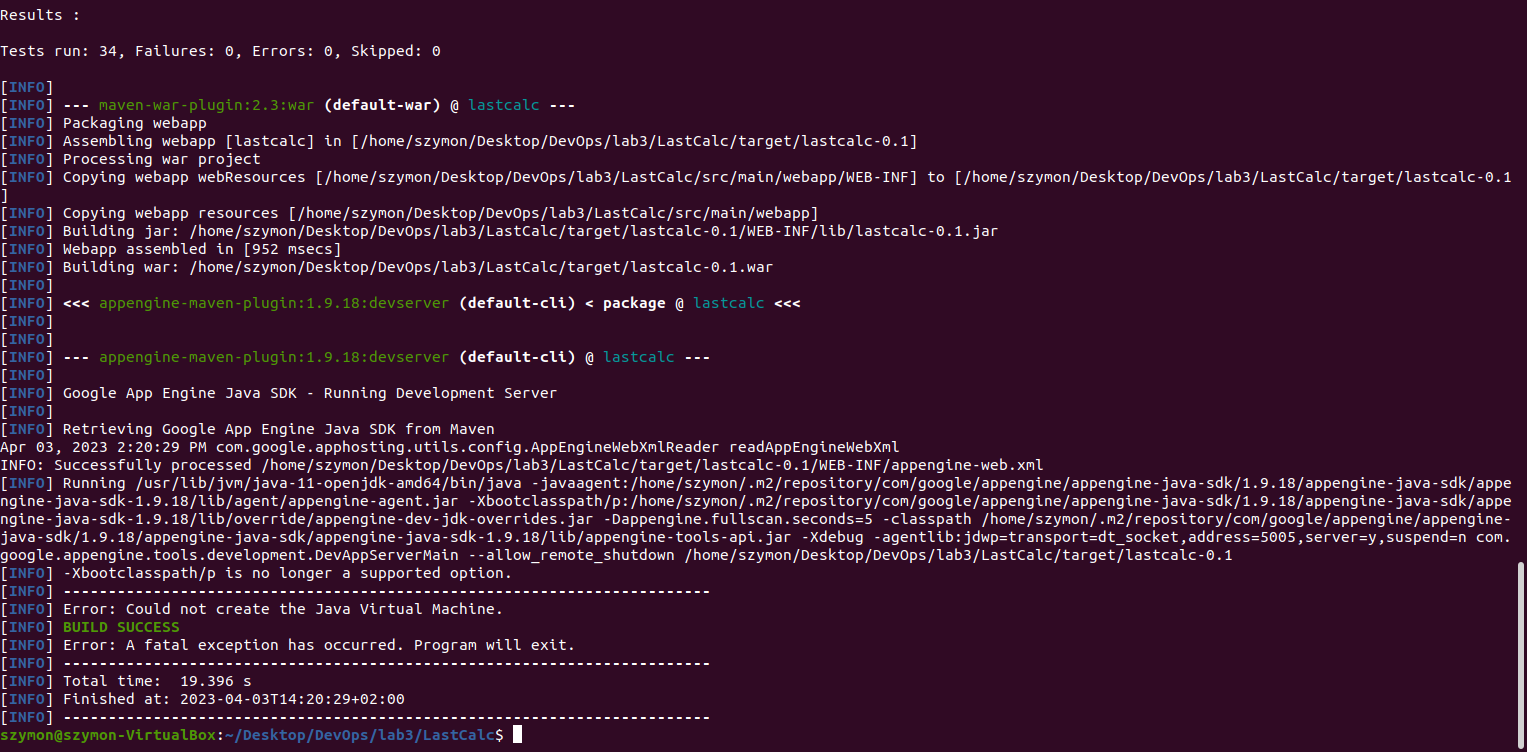 Results :
Tests run: 34, Failures: 0, Errors: 0, Skipped: 0
[INFO]
[INFO] --- maven-war-plugin:2.3:war (default-war) @ lastcalc ---
[INFO] Packaging webapp
[INFO] Assembling webapp [lastcalc] in [/home/szymon/Desktop/DevOps/lab3/LastCalc/target/lastcalc-0.1]
[INFO] Processing war project
[INFO] Copying webapp webResources [/home/szymon/Desktop/DevOps/lab3/LastCalc/src/main/webapp/WEB-INF] to [/home/szymon/Desktop/DevOps/lab3/LastCalc/target/lastcalc-0.1
]
[INFO] Copying webapp resources [/home/szymon/Desktop/DevOps/lab3/LastCalc/src/main/webapp]
[INFO] Building jar: /home/szymon/Desktop/DevOps/lab3/LastCalc/target/lastcalc-0.1/WEB-INF/lib/lastcalc-0.1.jar
[INFO] Webapp assembled in [952 msecs]
[INFO] Building war: /home/szymon/Desktop/DevOps/lab3/LastCalc/target/lastcalc-0.1.war
[INFO]
[INFO] <<< appengine-maven-plugin:1.9.18:devserver (default-cli) < package @ lastcalc <<<
[INFO]
[INFO]
[INFO] --- appengine-maven-plugin:1.9.18:devserver (default-cli) @ lastcalc ---
[INFO]
[INFO] Google App Engine Java SDK - Running Development Server
[INFO]
[INFO] Retrieving Google App Engine Java SDK from Maven
Apr 03, 2023 2:20:29 PM com.google.apphosting.utils.config.AppEngineWebXmlReader readAppEngineWebXml
INFO: Successfully processed /home/szymon/Desktop/DevOps/lab3/LastCalc/target/lastcalc-0.1/WEB-INF/appengine-web.xml
[INFO] Running /usr/lib/jvm/java-11-openjdk-amd64/bin/java -javaagent:/home/szymon/.m2/repository/com/google/appengine/appengine-java-sdk/1.9.18/appengine-java-sdk/appe
ngine-java-sdk-1.9.18/lib/agent/appengine-agent.jar -Xbootclasspath/p:/home/szymon/.m2/repository/com/google/appengine/appengine-java-sdk/1.9.18/appengine-java-sdk/appe
ngine-java-sdk-1.9.18/lib/override/appengine-dev-jdk-overrides.jar -Dappengine.fullscan.seconds=5 -classpath /home/szymon/.m2/repository/com/google/appengine/appengine-
java-sdk/1.9.18/appengine-java-sdk/appengine-java-sdk-1.9.18/lib/appengine-tools-api.jar -Xdebug -agentlib:jdwp=transport=dt_socket,address=5005,server=y,suspend=n com.
google.appengine.tools.development.DevAppServerMain --allow_remote_shutdown /home/szymon/Desktop/DevOps/lab3/LastCalc/target/lastcalc-0.1
[INFO] -Xbootclasspath/p is no longer a supported option.
[INFO] ------------------------------------------------------------------------
[INFO] Error: Could not create the Java Virtual Machine.
[INFO] BUILD SUCCESS
[INFO] Error: A fatal exception has occurred. Program will exit.
[INFO] ------------------------------------------------------------------------
[INFO] Total time:  19.396 s
[INFO] Finished at: 2023-04-03T14:20:29+02:00
[INFO] ------------------------------------------------------------------------
szymon@szymon-VirtualBox:~/Desktop/DevOps/lab3/LastCalc$